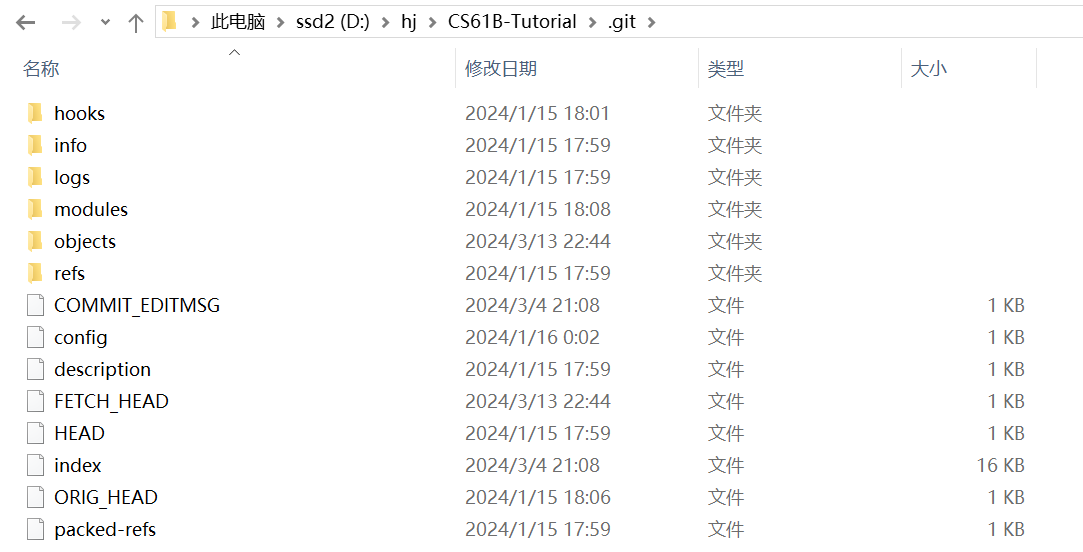 此电脑 ssd2 (D:) hj CS61B-Tutorial .git
名称 修改日期 类型 大小
hooks 2024/1/15 18:01 文件夹
info 2024/1/15 17:59 文件夹
logs 2024/1/15 17:59 文件夹
modules 2024/1/15 18:08 文件夹
objects 2024/3/13 22:44 文件夹
refs 2024/1/15 17:59 文件夹
COMMIT_EDITMSG 2024/3/4 21:08 文件 1 KB
config 2024/1/16 0:02 文件 1 KB
description 2024/1/15 17:59 文件 1 KB
FETCH_HEAD 2024/3/13 22:44 文件 1 KB
HEAD 2024/1/15 17:59 文件 1 KB
index 2024/3/4 21:08 文件 16 KB
ORIG_HEAD 2024/1/15 18:06 文件 1 KB
packed-refs 2024/1/15 17:59 文件 1 KB